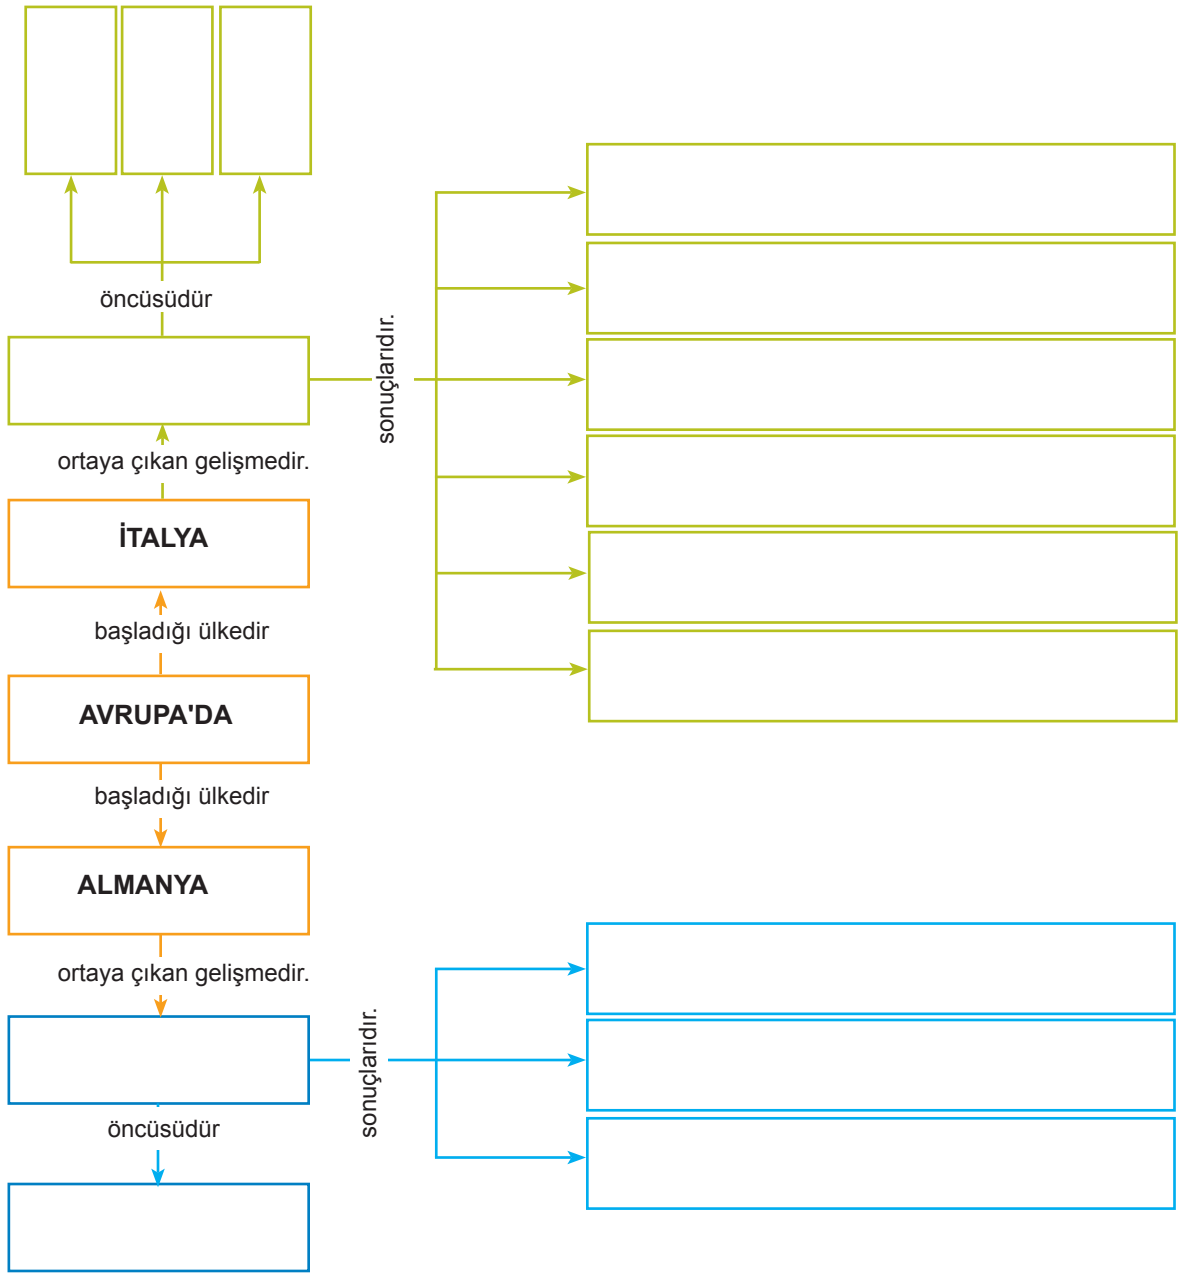 öncüsüdür
sonuçlarıdır.
ortaya çıkan gelişmedir.
İTALYA
başladığı ülkedir
AVRUPA'DA
başladığı ülkedir
ALMANYA
ortaya çıkan gelişmedir.
sonuçlarıdır.
öncüsüdür